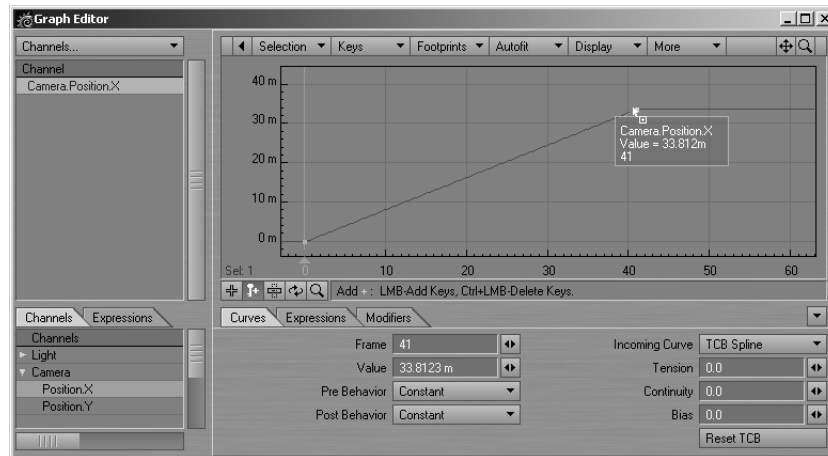 Graph Editor
Channels...
Selection Keys Footprints Autofit Display More
Channel
Camera.Position.X
40 m
30 m
20 m
10 m
0 m
Camera.Position.X
Value = 33.812m
41
Sel: 1 0 10 20 30 40 50 60
Add + : LMB-Add Keys, Ctrl+LMB-Delete Keys.
Channels Expressions
Channels
Light
Camera
Position.X
Position.Y
Curves Expressions Modifiers
Frame 41
Value 33.8123 m
Pre Behavior Constant
Post Behavior Constant
Incoming Curve TCB Spline
Tension 0.0
Continuity 0.0
Bias 0.0
Reset TCB